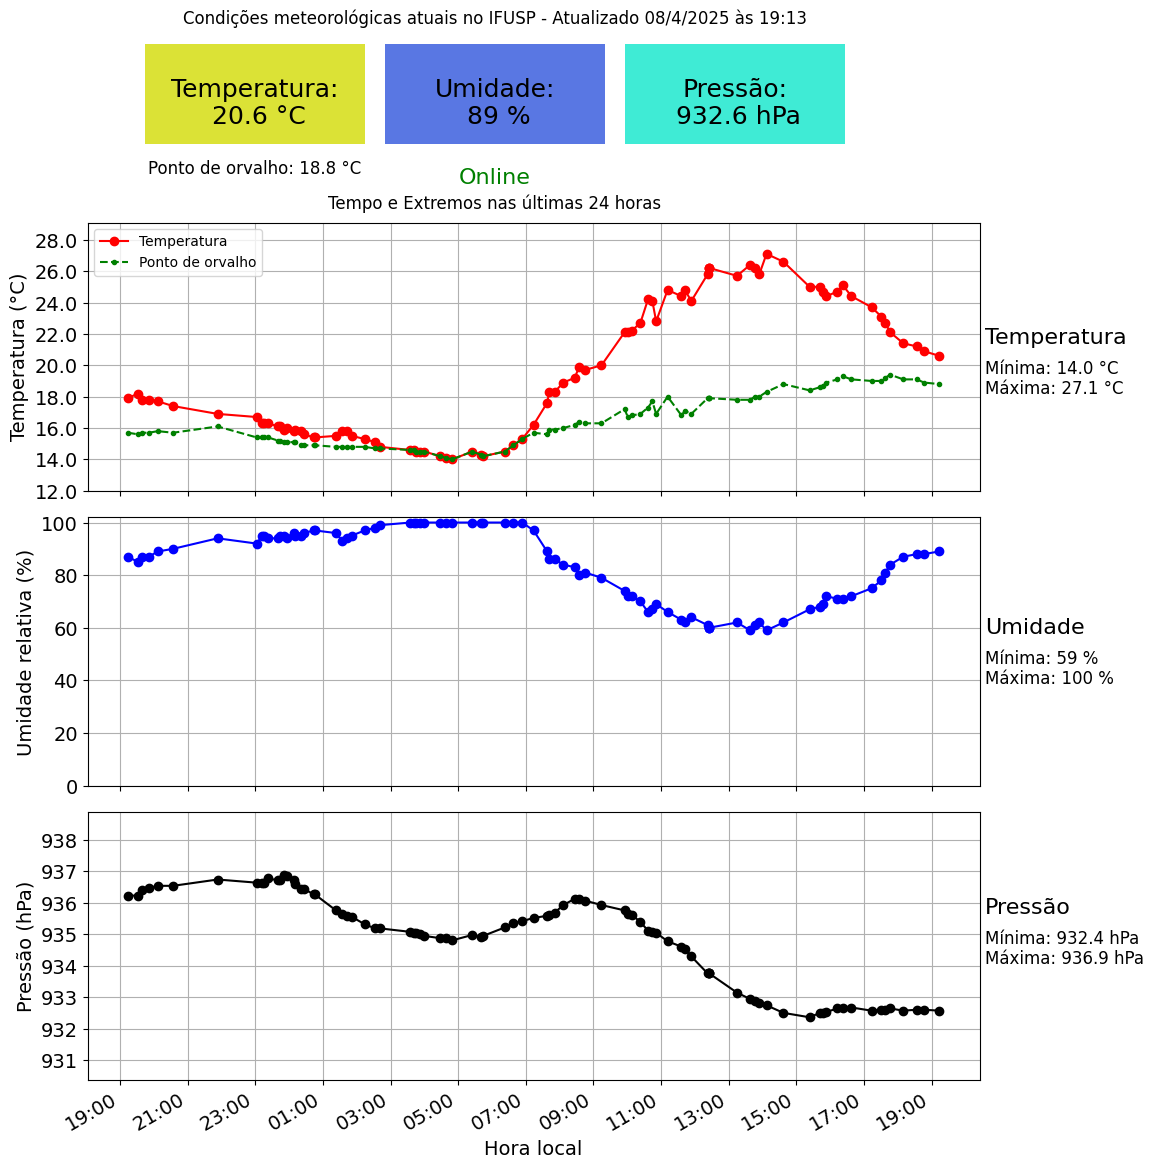 Condições meteorológicas atuais no IFUSP - Atualizado 08/4/2025 às 19:13
Temperatura:
20.6 °C
Umidade:
89 %
Pressão:
932.6 hPa
Ponto de orvalho: 18.8 °C
Online
Tempo e Extremos nas últimas 24 horas
Temperatura (°C)
28.0
26.0
24.0
22.0
20.0
18.0
16.0
14.0
12.0
Temperatura
Ponto de orvalho
Temperatura
Mínima: 14.0 °C
Máxima: 27.1 °C
Umidade relativa (%)
100
80
60
40
20
0
Umidade
Mínima: 59 %
Máxima: 100 %
Pressão (hPa)
938
937
936
935
934
933
932
931
Pressão
Mínima: 932.4 hPa
Máxima: 936.9 hPa
19:00
21:00
23:00
01:00
03:00
05:00
07:00
09:00
11:00
13:00
15:00
17:00
19:00
Hora local